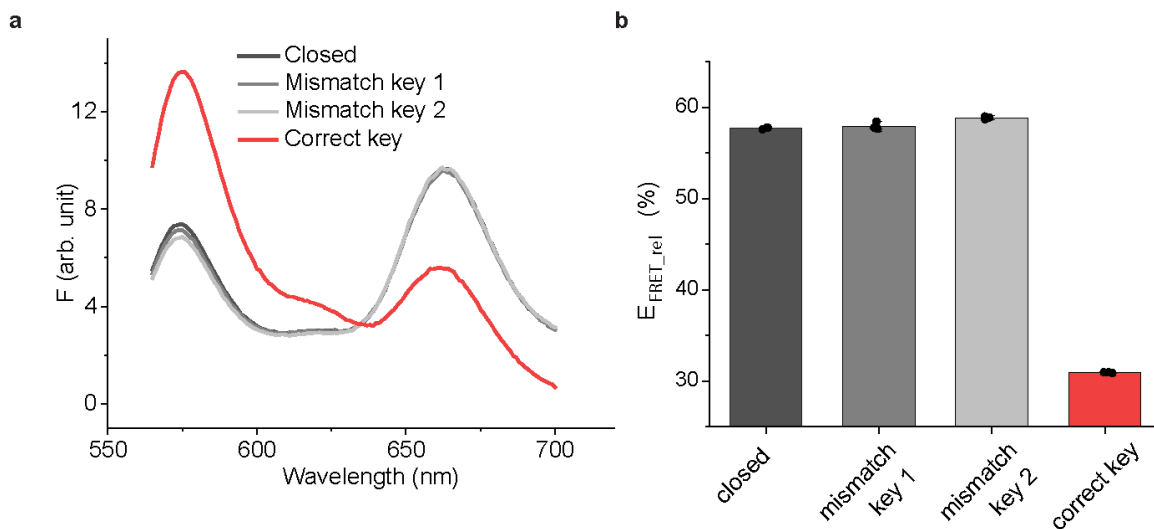 a
F (arb. unit)
12
8
4
0
Closed
Mismatch key 1
Mismatch key 2
Correct key
550
600
650
700
Wavelength (nm)
b
E_FRET_rel (%)
60
50
40
30
closed
mismatch
key 1
mismatch
key 2
correct key